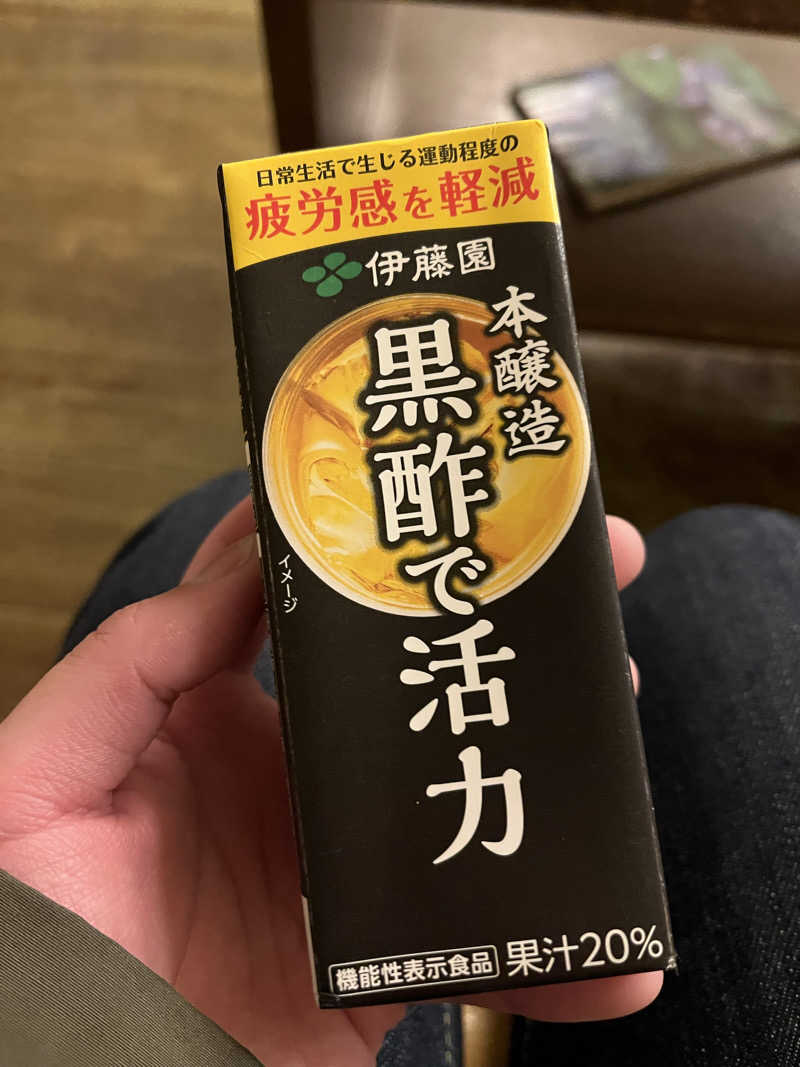 日常生活で生じる運動程度の
疲労感を軽減
伊藤園
本醸造
黒酢で活力
イメージ
機能性表示食品
果汁20%